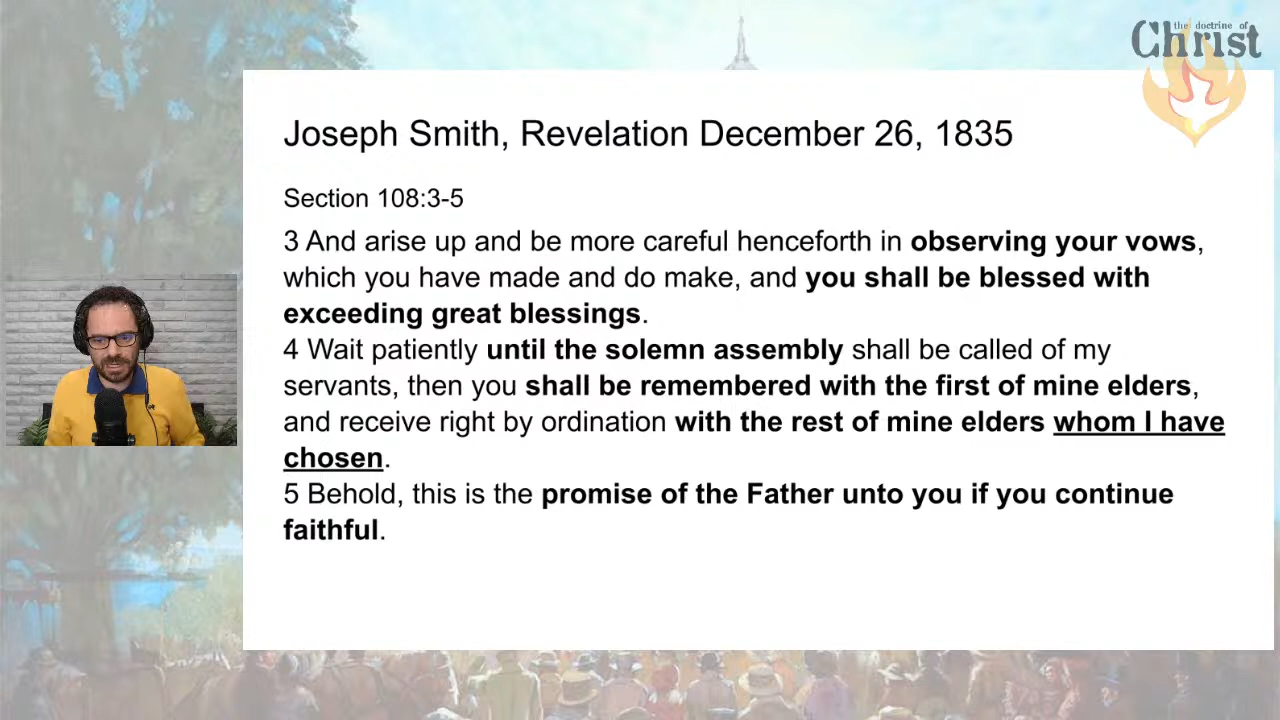 the doctrine of
Christ
Joseph Smith, Revelation December 26, 1835
Section 108:3-5
3 And arise up and be more careful henceforth in observing your vows,
which you have made and do make, and you shall be blessed with
exceeding great blessings.
4 Wait patiently until the solemn assembly shall be called of my
servants, then you shall be remembered with the first of mine elders,
and receive right by ordination with the rest of mine elders whom I have
chosen.
5 Behold, this is the promise of the Father unto you if you continue
faithful.